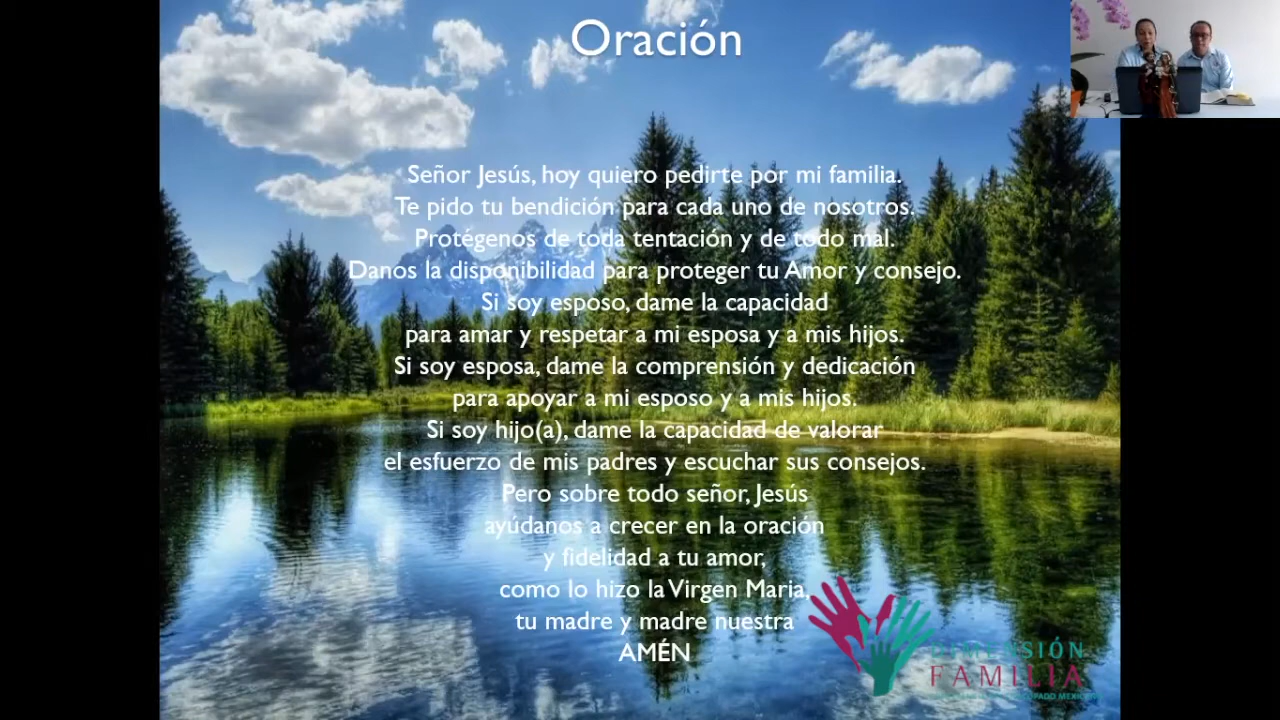 Oración
Señor Jesús, hoy quiero pedirte por mi familia.
Te pido tu bendición para cada uno de nosotros.
Protégenos de toda tentación y de todo mal.
Danos la disponibilidad para proteger tu Amor y consejo.
Si soy esposo, dame la capacidad
para amar y respetar a mi esposa y a mis hijos.
Si soy esposa, dame la comprensión y dedicación
para apoyar a mi esposo y a mis hijos.
Si soy hijo(a), dame la capacidad de valorar
el esfuerzo de mis padres y escuchar sus consejos.
Pero sobre todo señor, Jesús
ayúdanos a crecer en la oración
y fidelidad a tu amor,
como lo hizo la Virgen Maria,
tu madre y madre nuestra
AMÉN
DIMENSIÓN
FAMILIA